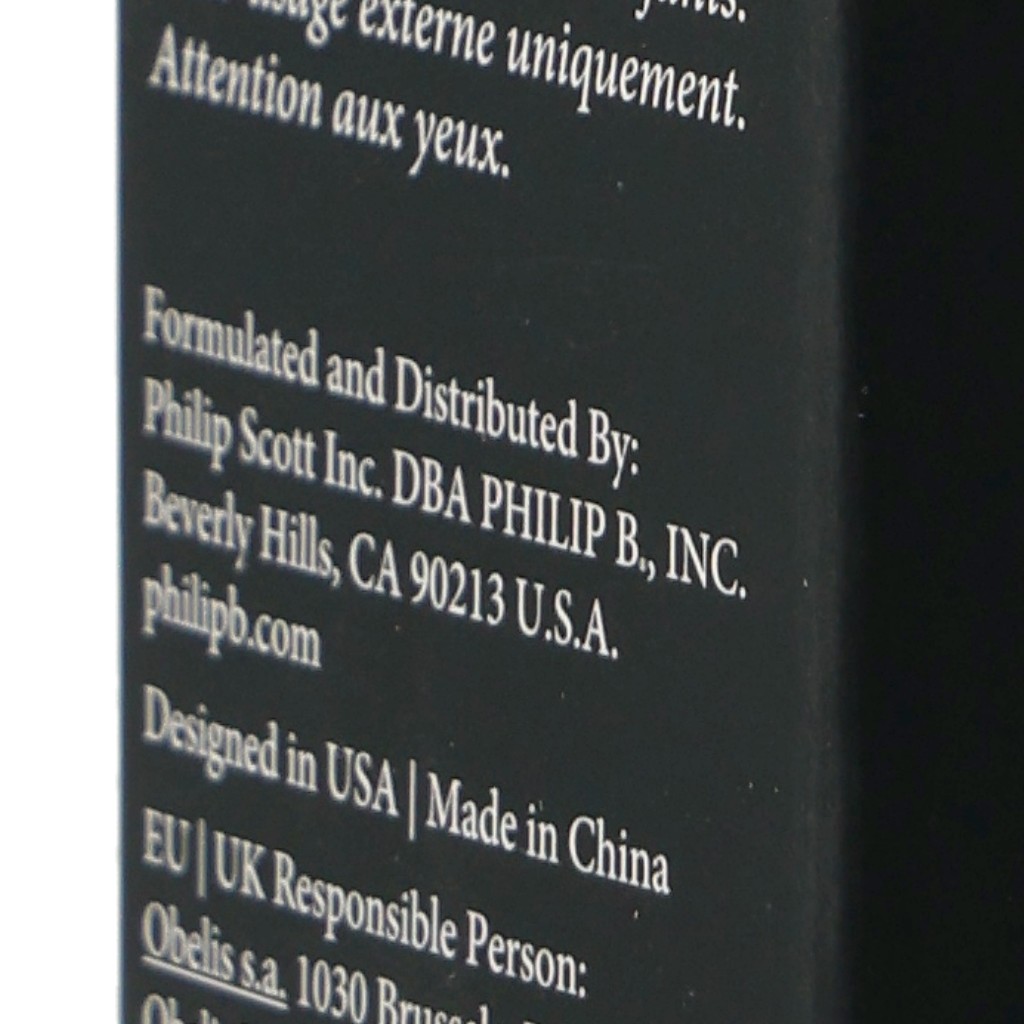 usage externe uniquement.
Attention aux yeux.
Formulated and Distributed By:
Philip Scott Inc. DBA PHILIP B., INC.
Beverly Hills, CA 90213 U.S.A.
philipb.com
Designed in USA | Made in China
EU | UK Responsible Person:
Obelis s.a. 1030